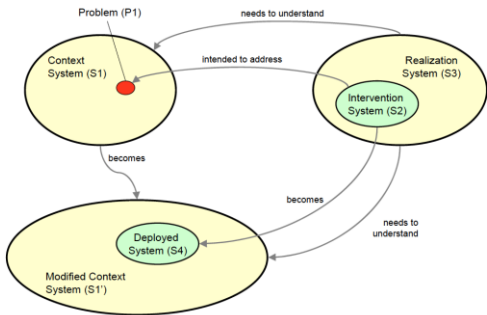 Problem (P1)
needs to understand
Context
System (S1)
intended to address
Realization
System (S3)
Intervention
System (S2)
becomes
becomes
needs to
understand
Deployed
System (S4)
Modified Context
System (S1')